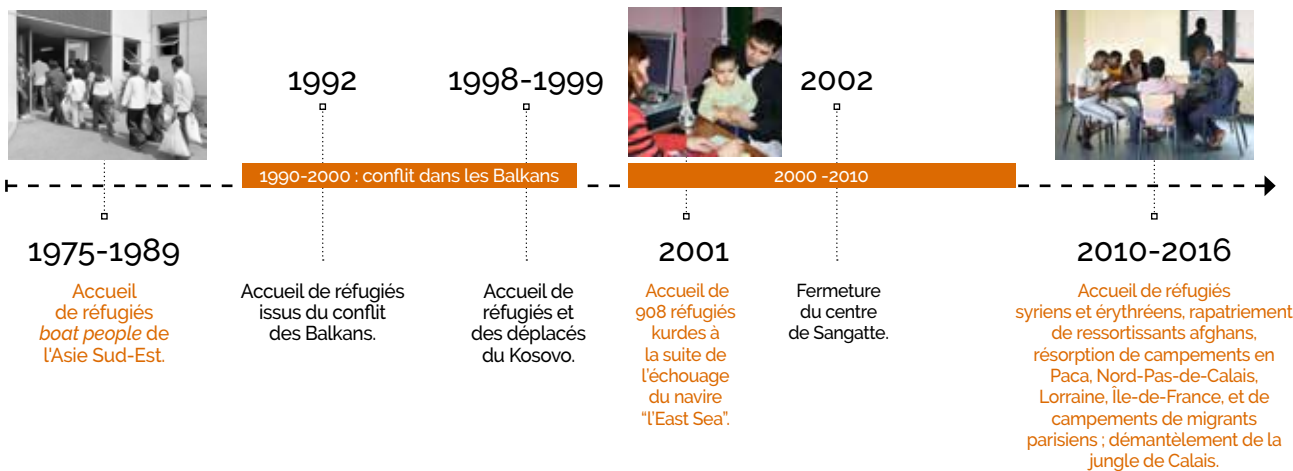 1992
1998-1999
2002
1990-2000 : conflit dans les Balkans
2000 -2010
1975-1989
Accueil
de réfugiés
boat people de
l'Asie Sud-Est.
Accueil de réfugiés
issus du conflit
des Balkans.
Accueil de
réfugiés et
des déplacés
du Kosovo.
2001
Accueil de
908 réfugiés
kurdes à
la suite de
l'échouage
du navire
“l'East Sea”.
Fermeture
du centre
de Sangatte.
2010-2016
Accueil de réfugiés
syriens et érythréens, rapatriement
de ressortissants afghans,
résorption de campements en
Paca, Nord-Pas-de-Calais,
Lorraine, Île-de-France, et de
campements de migrants
parisiens ; démantèlement de la
jungle de Calais.